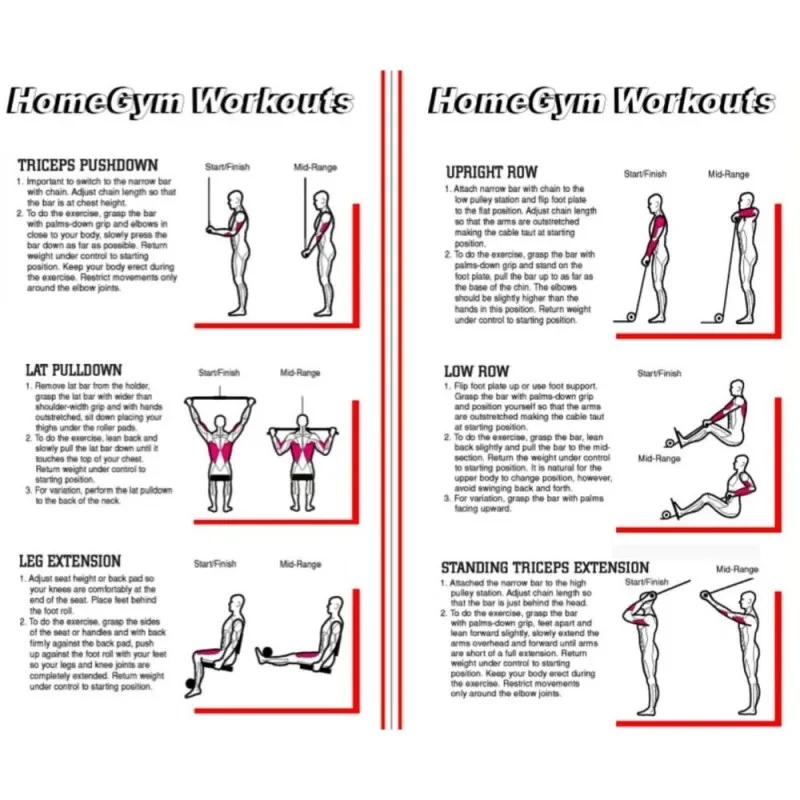 HomeGym Workouts
TRICEPS PUSHDOWN
Start/Finish
Mid-Range
1. Important to switch to the narrow bar
with chain. Adjust chain length so that
the bar is at chest height.
2. To do the exercise, grasp the bar
with palms-down grip and elbows in
close to your body, slowly press the
bar down as far as possible. Return
weight under control to starting
position. Keep your body erect during
the exercise. Restrict movements only
around the elbow joints.
LAT PULLDOWN
Start/Finish
Mid-Range
1. Remove lat bar from the holder,
grasp the lat bar with wider than
shoulder-width grip and with hands
outstretched, sit down placing your
thighs under the roller pads.
2. To do the exercise, lean back and
slowly pull the lat bar down until it
touches the top of your chest.
Return weight under control to
starting position.
3. For variation, perform the lat pulldown
to the back of the neck.
LEG EXTENSION
Start/Finish
Mid-Range
1. Adjust seat height or back pad so
your knees are comfortably at the
end of the seat. Place feet behind
the foot roll.
2. To do the exercise, grasp the sides
of the seat or handles and with back
firmly against the back pad, push
up against the foot roll with your feet
so your legs and knee joints are
completely extended. Return weight
under control to starting position.
HomeGym Workouts
UPRIGHT ROW
Start/Finish
Mid-Range
1. Attach narrow bar with chain to the
low pulley station and flip foot plate
to the flat position. Adjust chain length
so that the arms are outstretched
making the cable taut at starting
position.
2. To do the exercise, grasp the bar with
palms-down grip and stand on the
foot plate, pull the bar up to as far as
the base of the chin. The elbows
should be slightly higher than the
hands in this position. Return weight
under control to starting position.
LOW ROW
Start/Finish
1. Flip foot plate up or use foot support.
Grasp the bar with palms-down grip
and position yourself so that the arms
are outstretched making the cable taut
at starting position.
2. To do the exercise, grasp the bar, lean
back slightly and pull the bar to the mid-
section. Return the weight under control
to starting position. It is natural for the
upper body to change position, however,
avoid swinging back and forth.
3. For variation, grasp the bar with palms
facing upward.
Mid-Range
STANDING TRICEPS EXTENSION
Start/Finish
Mid-Range
1. Attached the narrow bar to the high
pulley station. Adjust chain length so
that the bar is just behind the head.
2. To do the exercise, grasp the bar
with palms-down grip, feet apart and
lean forward slightly, slowly extend the
arms overhead and forward until arms
are short of a full extension. Return
weight under control to starting
position. Keep your body erect during
the exercise. Restrict movements
only around the elbow joints.